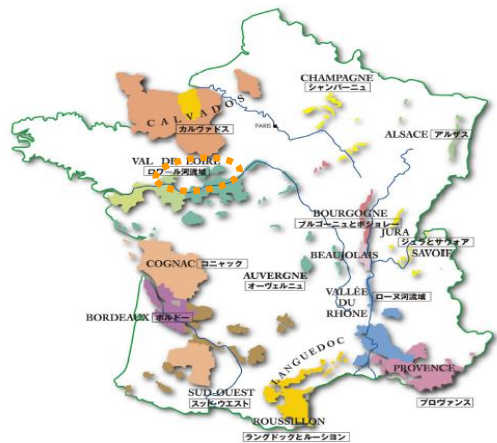 CHAMPAGNE
シャンパーニュ
CALVADOS
カルヴァドス
PARIS
ALSACE アルザス
VAL DE LOIRE
ロワール河流域
BOURGOGNE
ブルゴーニュとボジョレー
JURA
ジュラとサヴォア
SAVOIE
BEAUJOLAIS
COGNAC コニャック
AUVERGNE
オーヴェルニュ
VALLÉE
DU
RHÔNE
ローヌ河流域
BORDEAUX ボルドー
LANGUEDOC
PROVENCE
プロヴァンス
SUD-OUEST
スッド・ウエスト
ROUSSILLON
ラングドックとルーション